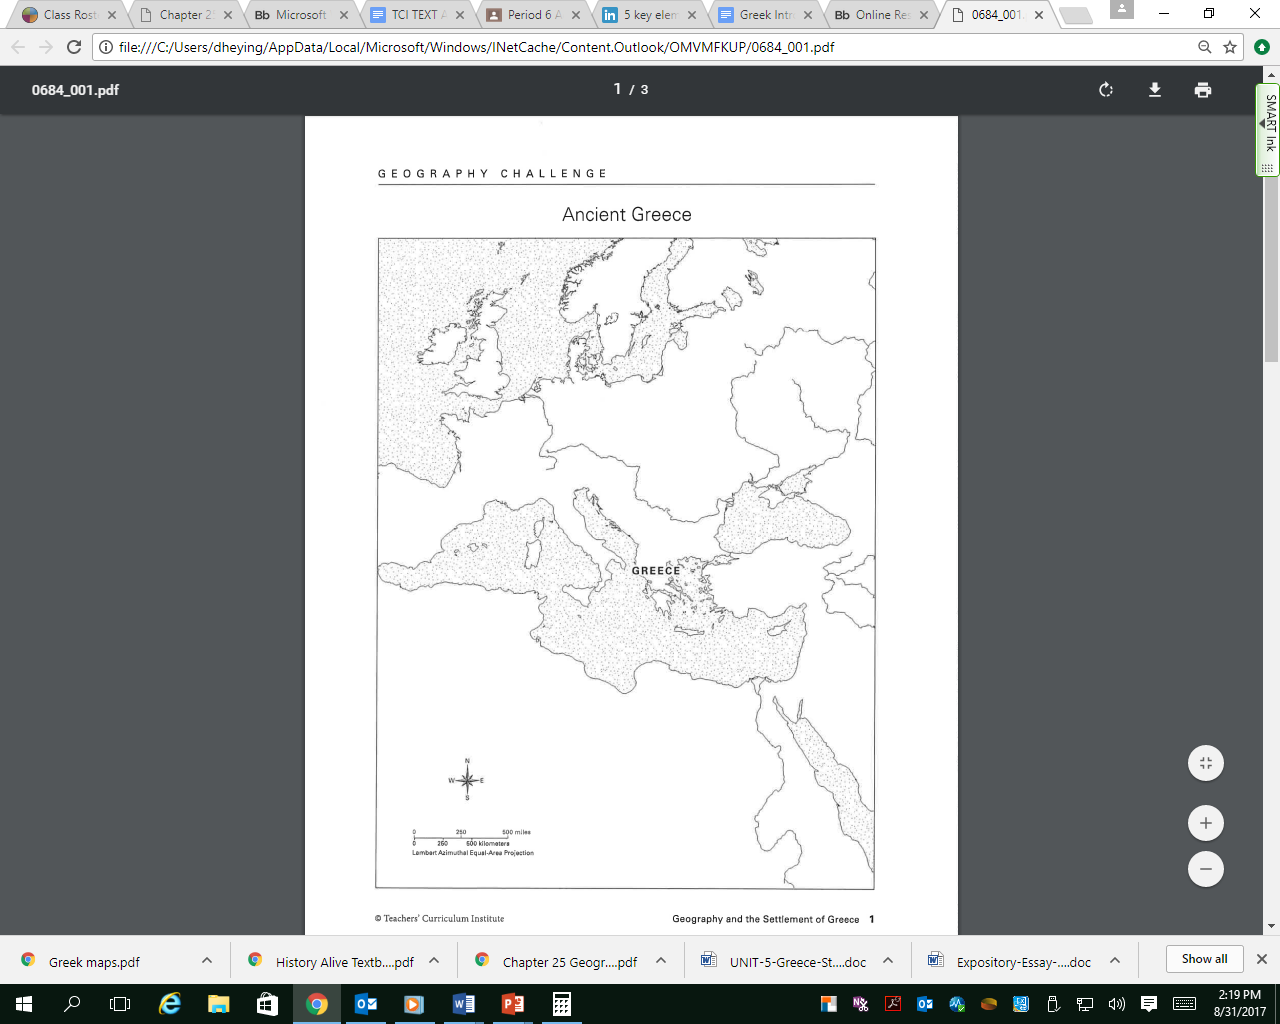 Class Rost
Chapter 2
Bb Microsoft
TCI TEXT A
Period 6 A
in 5 key elem
Greek Intr
Bb Online Res
0684_001.
file:///C:/Users/dheying/AppData/Local/Microsoft/Windows/INetCache/Content.Outlook/OMVMFKUP/0684_001.pdf
0684_001.pdf
1 / 3
SMART Ink
GEOGRAPHY CHALLENGE
Ancient Greece
GREECE
N
W E
S
0 250 500 miles
0 250 500 kilometers
Lambert Azimuthal Equal-Area Projection
© Teachers' Curriculum Institute
Geography and the Settlement of Greece 1
Greek maps.pdf
History Alive Textb....pdf
Chapter 25 Geogr....pdf
UNIT-5-Greece-St....doc
Expository-Essay-....doc
Show all
2:19 PM
8/31/2017